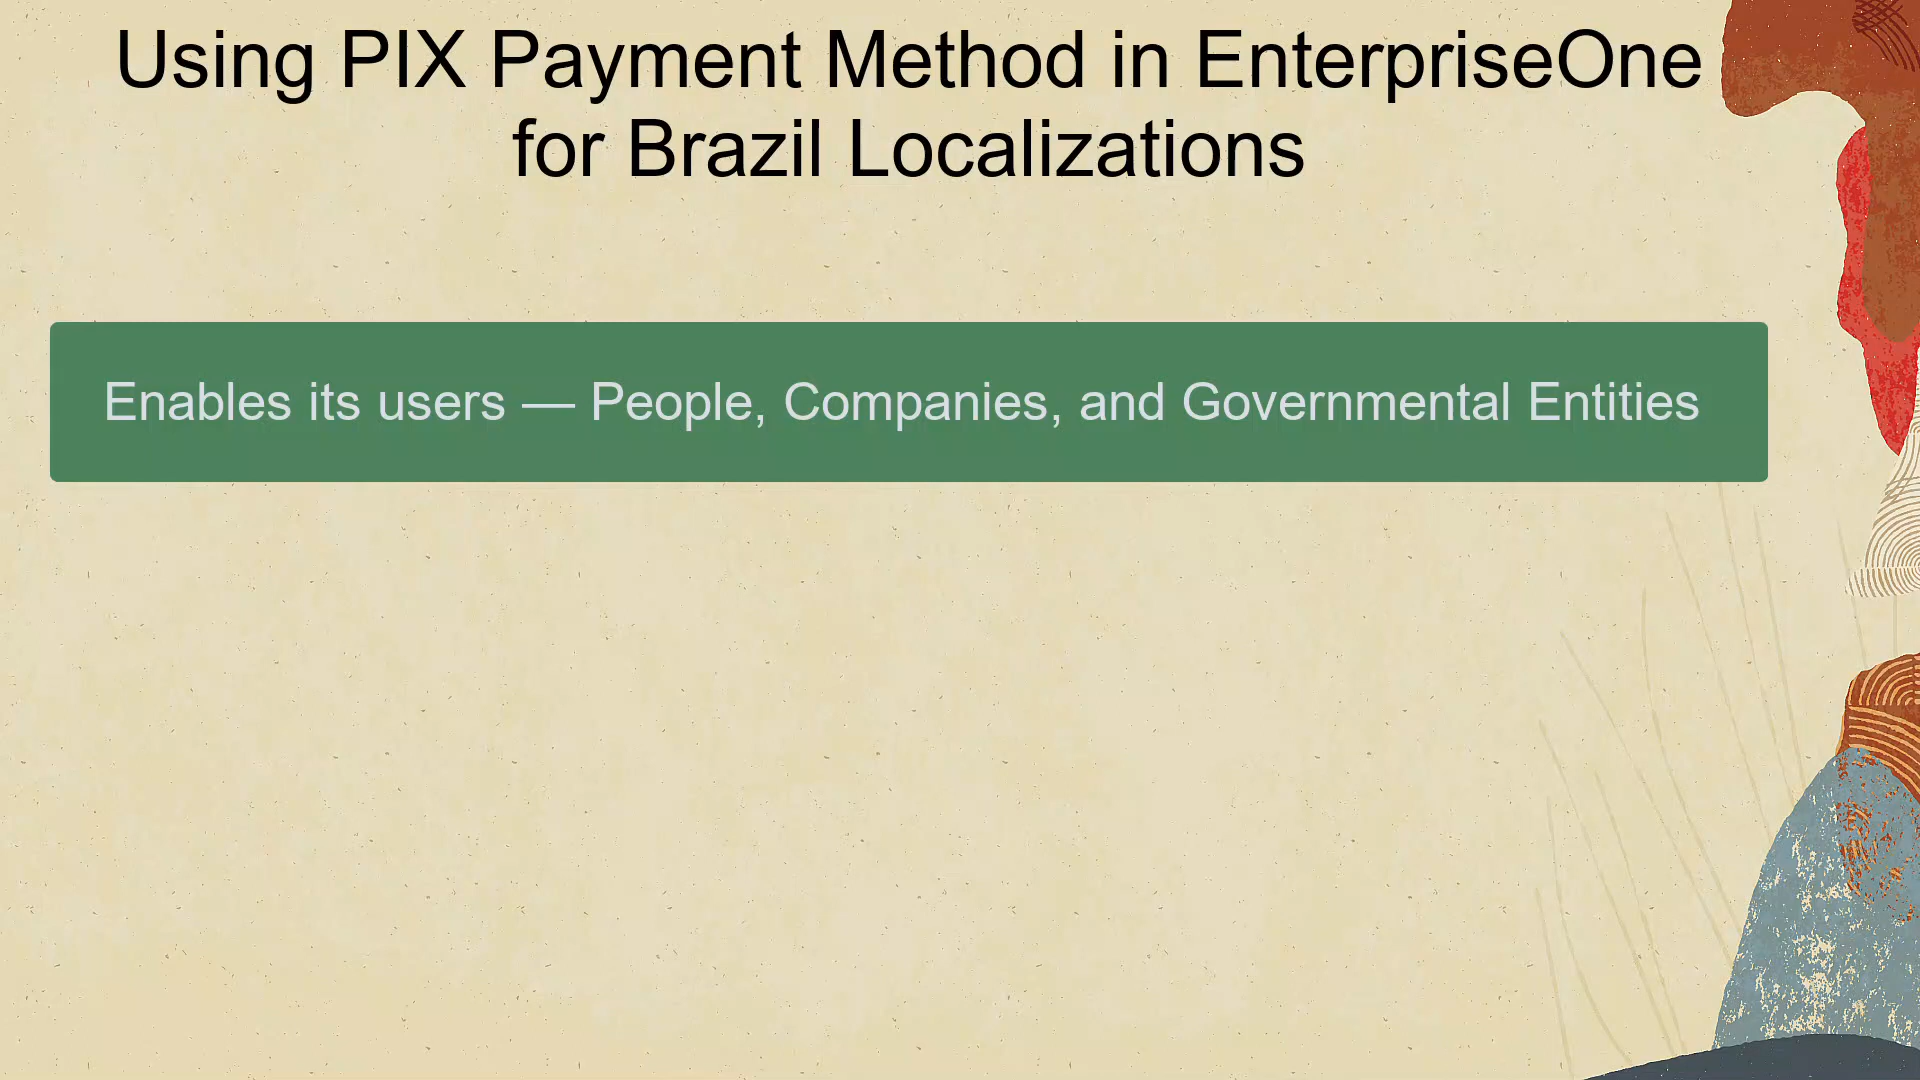 Using PIX Payment Method in EnterpriseOne
for Brazil Localizations
Enables its users — People, Companies, and Governmental Entities